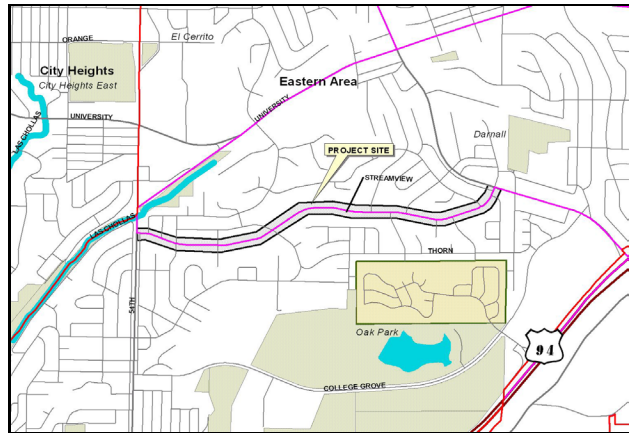 ORANGE
El Cerrito
City Heights
City Heights East
Eastern Area
LAS CHOLLAS
UNIVERSITY
UNIVERSITY
Darnall
PROJECT SITE
STREAMVIEW
LAS CHOLLAS
THORN
54TH
Oak Park
94
COLLEGE GROVE